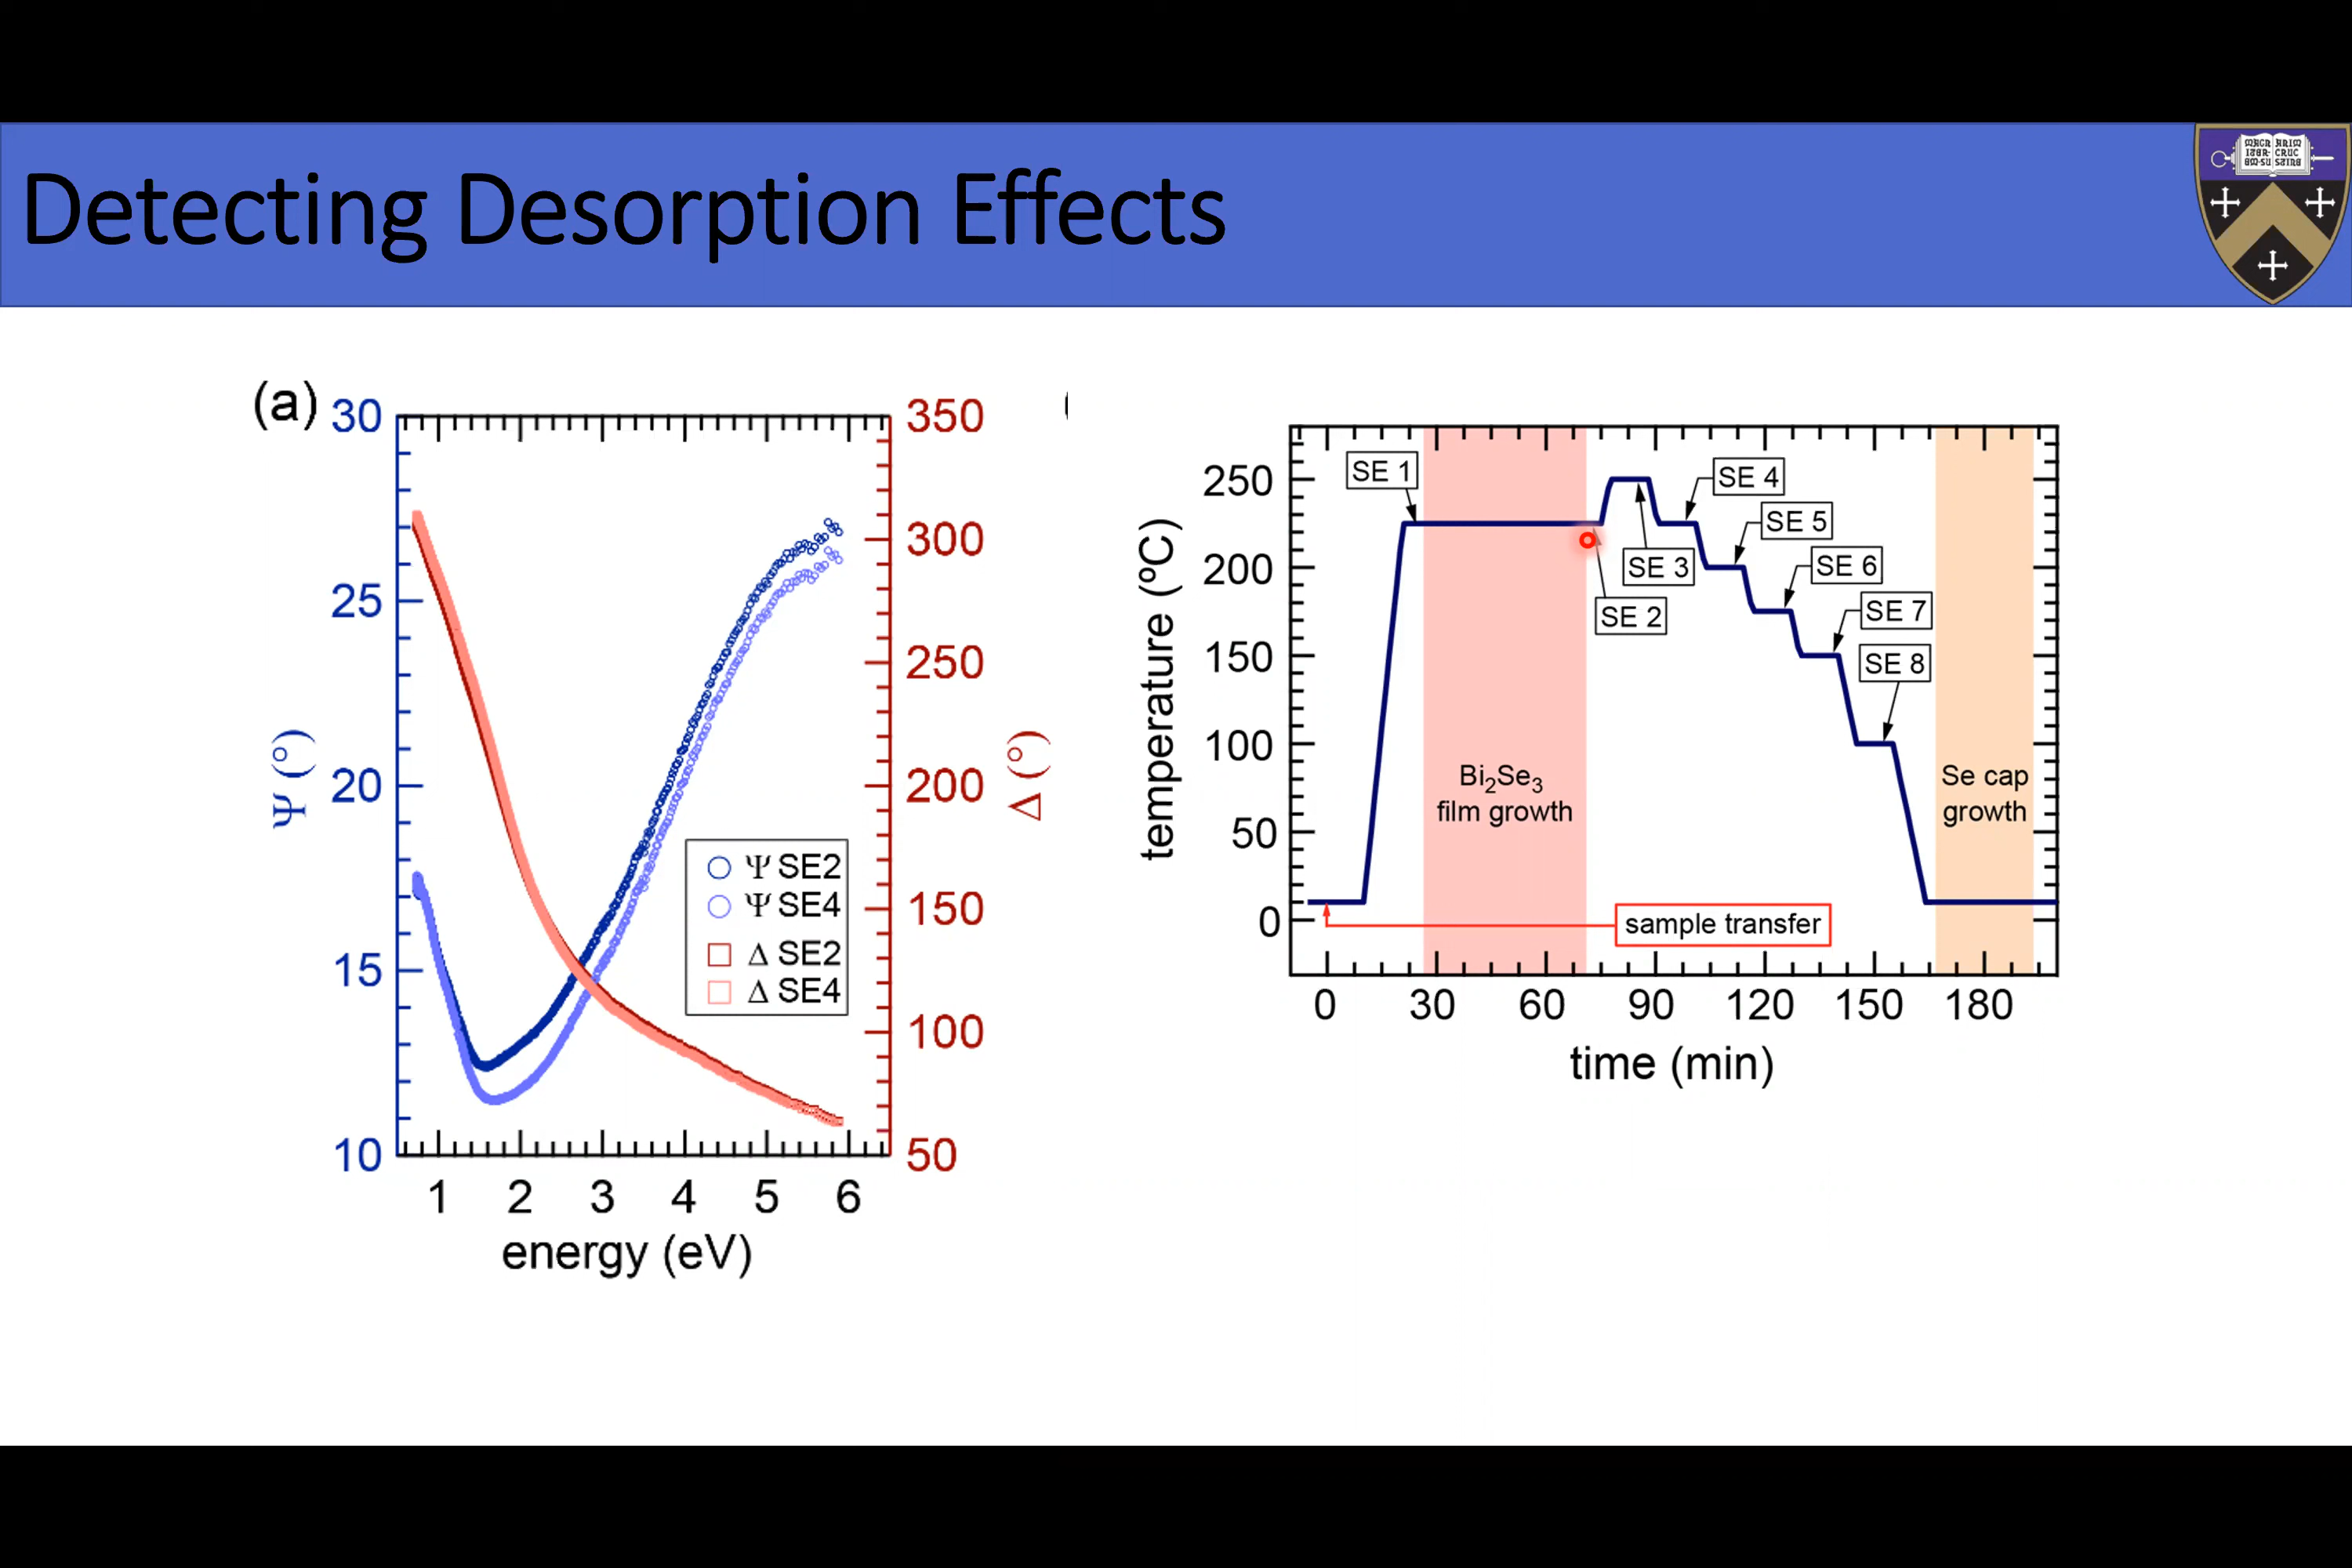 Detecting Desorption Effects
(a)
30
25
20
15
10
Ψ (°)
350
300
250
200
150
100
50
Δ (°)
Ψ SE2
Ψ SE4
Δ SE2
Δ SE4
1 2 3 4 5 6
energy (eV)
250
200
150
100
50
0
temperature (ºC)
SE 1
SE 2
SE 3
SE 4
SE 5
SE 6
SE 7
SE 8
Bi₂Se₃
film growth
Se cap
growth
sample transfer
0 30 60 90 120 150 180
time (min)